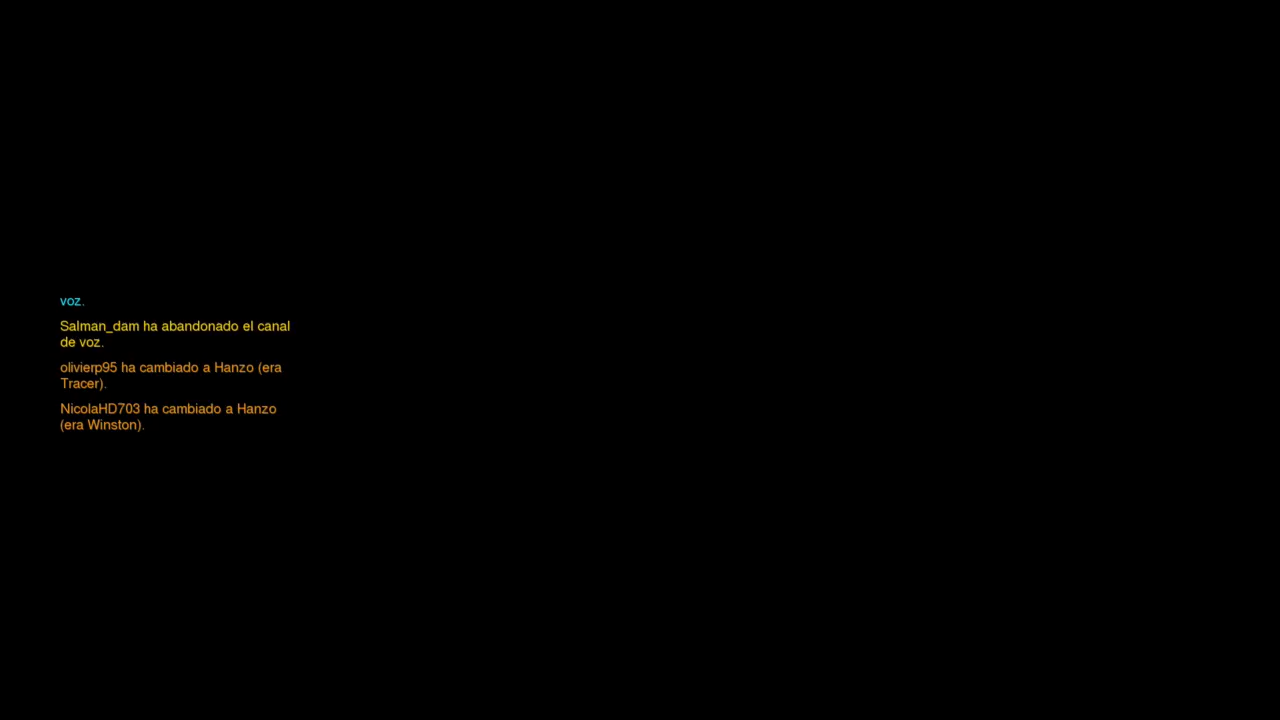 voz.
Salman_dam ha abandonado el canal
de voz.
olivierp95 ha cambiado a Hanzo (era
Tracer).
NicolaHD703 ha cambiado a Hanzo
(era Winston).